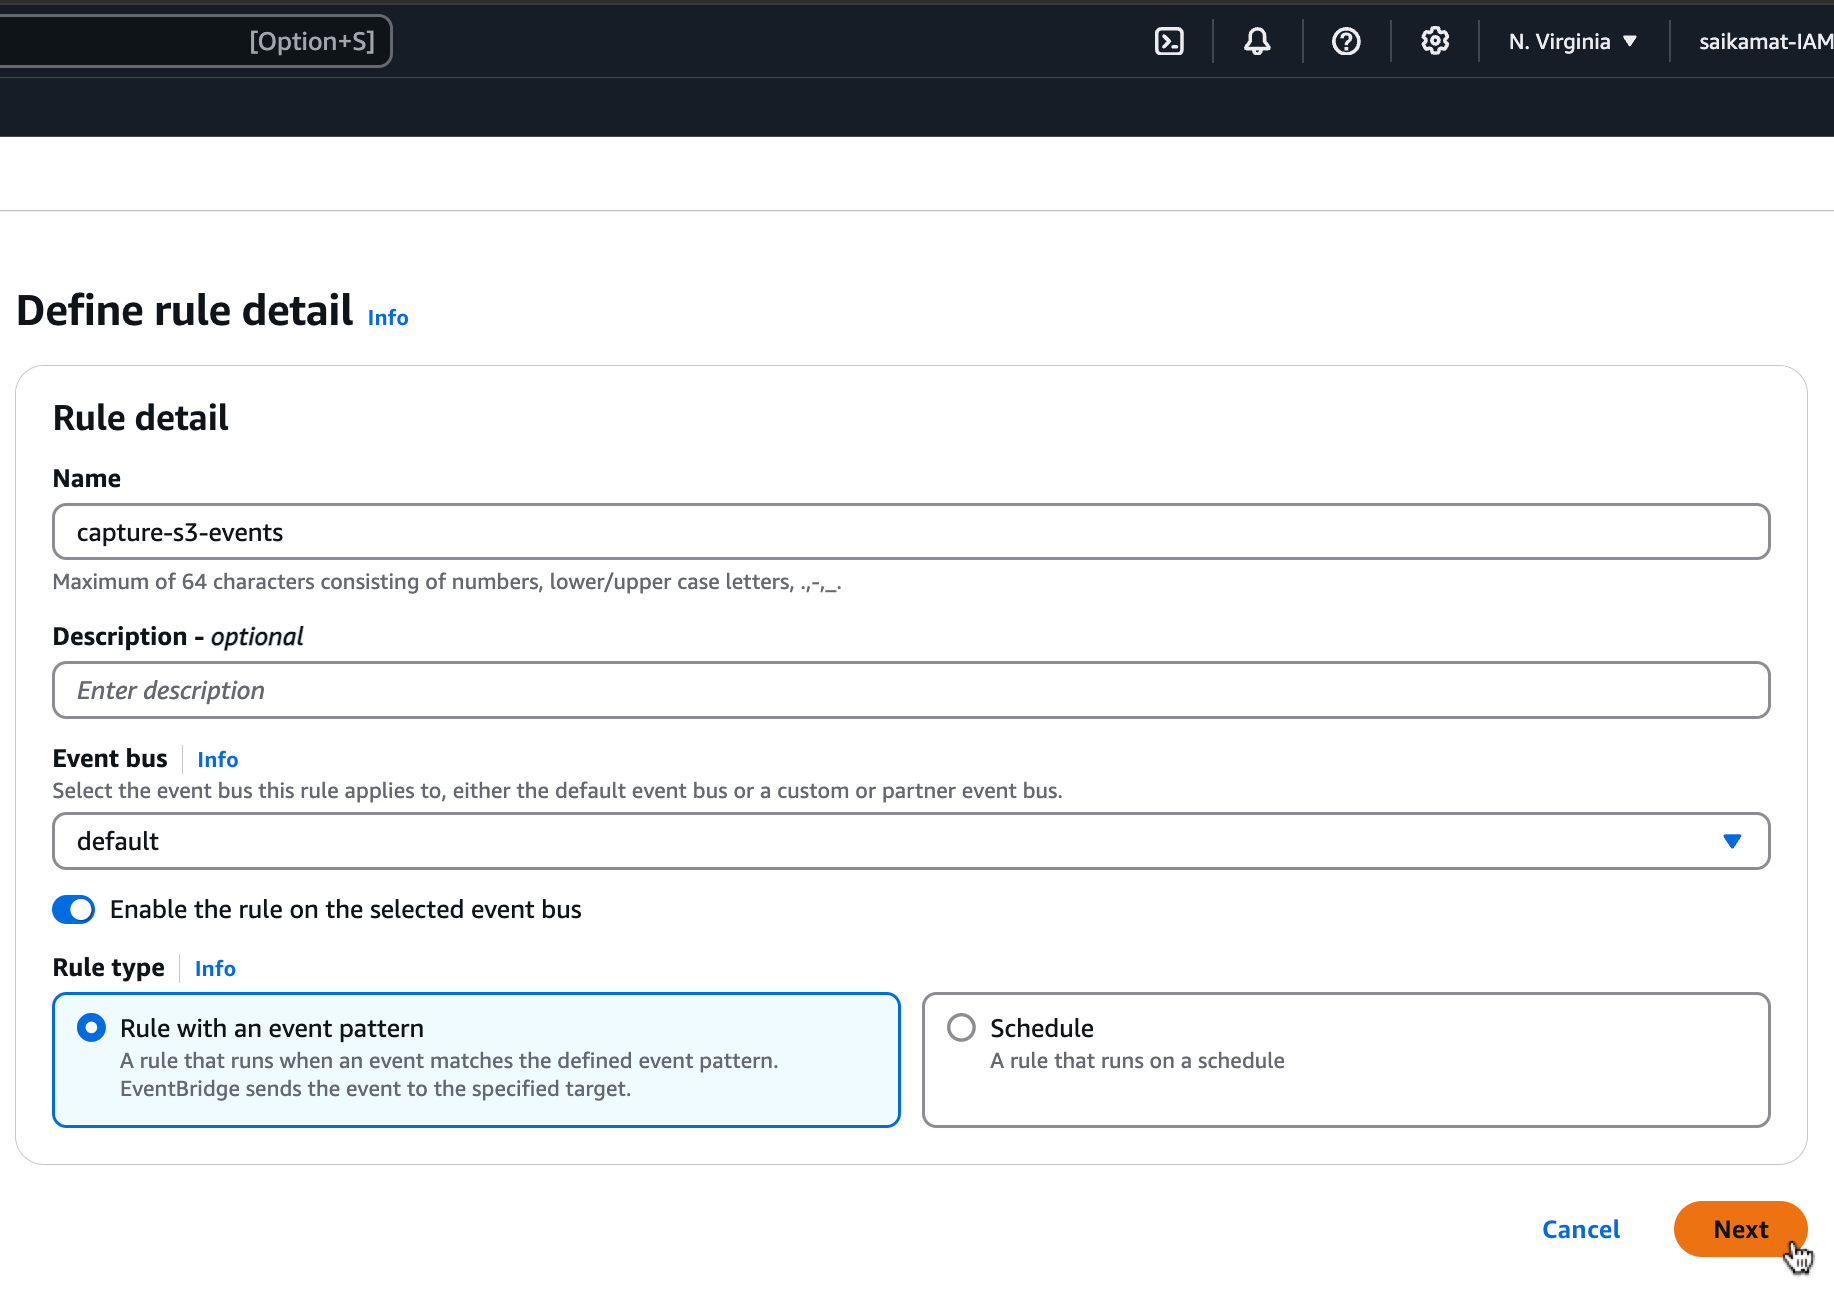 [Option+S]
N. Virginia
saikamat-IAM
Define rule detail Info
Rule detail
Name
capture-s3-events
Maximum of 64 characters consisting of numbers, lower/upper case letters, .,-,_.
Description - optional
Enter description
Event bus Info
Select the event bus this rule applies to, either the default event bus or a custom or partner event bus.
default
Enable the rule on the selected event bus
Rule type Info
Rule with an event pattern
A rule that runs when an event matches the defined event pattern.
EventBridge sends the event to the specified target.
Schedule
A rule that runs on a schedule
Cancel
Next